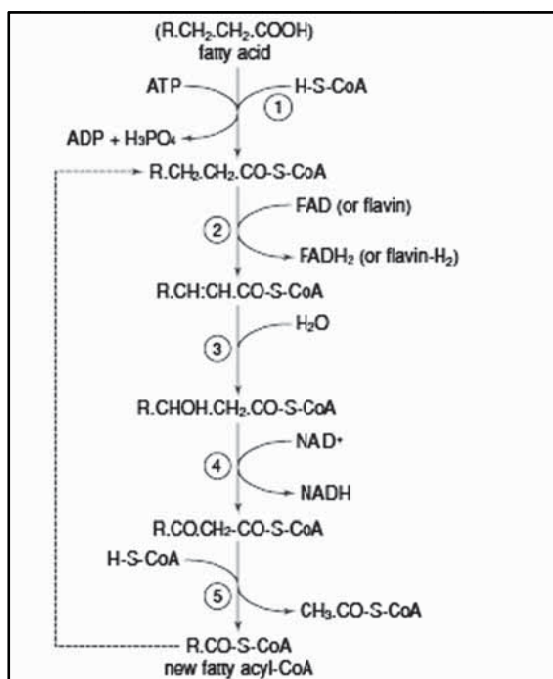 (R.CH₂.CH₂.COOH)
fatty acid
ATP
H-S-CoA
1
ADP + H₃PO₄
R.CH₂.CH₂.CO-S-CoA
FAD (or flavin)
2
FADH₂ (or flavin-H₂)
R.CH:CH.CO-S-CoA
H₂O
3
R.CHOH.CH₂.CO-S-CoA
NAD⁺
4
NADH
R.CO.CH₂-CO-S-CoA
H-S-CoA
5
CH₃.CO-S-CoA
R.CO-S-CoA
new fatty acyl-CoA